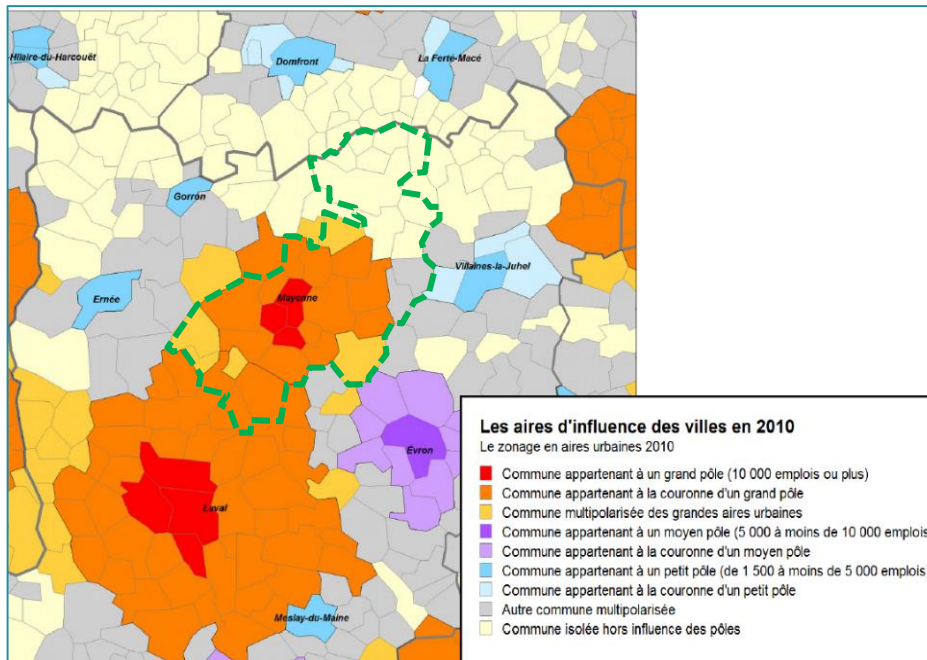 Hilaire-du-Harcouët
Domfront
La Ferté-Macé
Gorron
Villaines-la-Juhel
Ernée
Mayenne
Évron
Laval
Meslay-du-Maine
Les aires d'influence des villes en 2010
Le zonage en aires urbaines 2010
Commune appartenant à un grand pôle (10 000 emplois ou plus)
Commune appartenant à la couronne d'un grand pôle
Commune multipolarisée des grandes aires urbaines
Commune appartenant à un moyen pôle (5 000 à moins de 10 000 emplois
Commune appartenant à la couronne d'un moyen pôle
Commune appartenant à un petit pôle (de 1 500 à moins de 5 000 emplois)
Commune appartenant à la couronne d'un petit pôle
Autre commune multipolarisée
Commune isolée hors influence des pôles